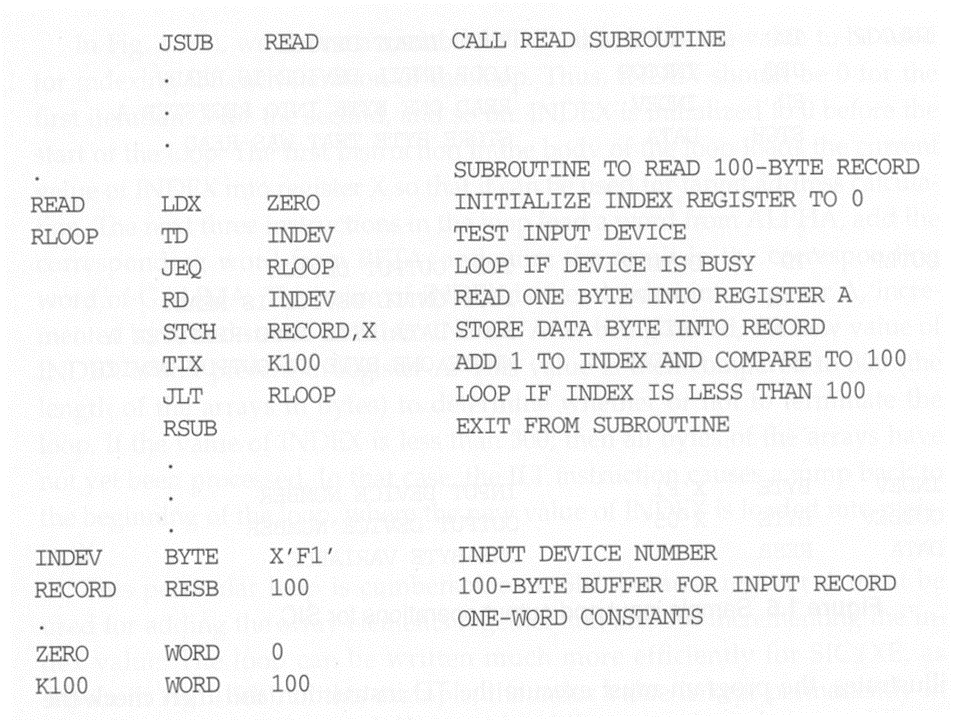 JSUB READ CALL READ SUBROUTINE
.
.
.
. SUBROUTINE TO READ 100-BYTE RECORD
READ LDX ZERO INITIALIZE INDEX REGISTER TO 0
RLOOP TD INDEV TEST INPUT DEVICE
JEQ RLOOP LOOP IF DEVICE IS BUSY
RD INDEV READ ONE BYTE INTO REGISTER A
STCH RECORD,X STORE DATA BYTE INTO RECORD
TIX K100 ADD 1 TO INDEX AND COMPARE TO 100
JLT RLOOP LOOP IF INDEX IS LESS THAN 100
RSUB EXIT FROM SUBROUTINE
.
.
.
INDEV BYTE X'F1' INPUT DEVICE NUMBER
RECORD RESB 100 100-BYTE BUFFER FOR INPUT RECORD
. ONE-WORD CONSTANTS
ZERO WORD 0
K100 WORD 100